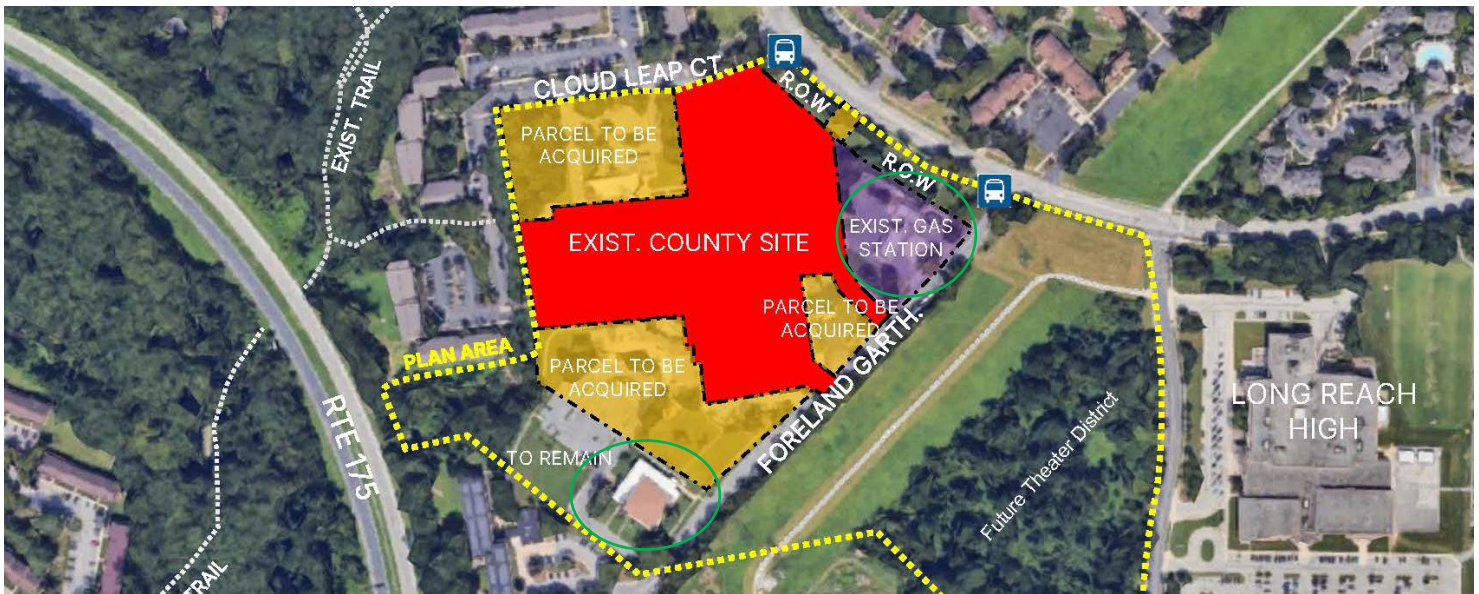 EXIST. TRAIL
CLOUD LEAP CT
R.O.W
PARCEL TO BE
ACQUIRED
R.O.W
EXIST. COUNTY SITE
EXIST. GAS
STATION
PARCEL TO BE
ACQUIRED
PLAN AREA
PARCEL TO BE
ACQUIRED
FORELAND GARTH.
RTE 175
TO REMAIN
Future Theater District
LONG REACH
HIGH
TRAIL